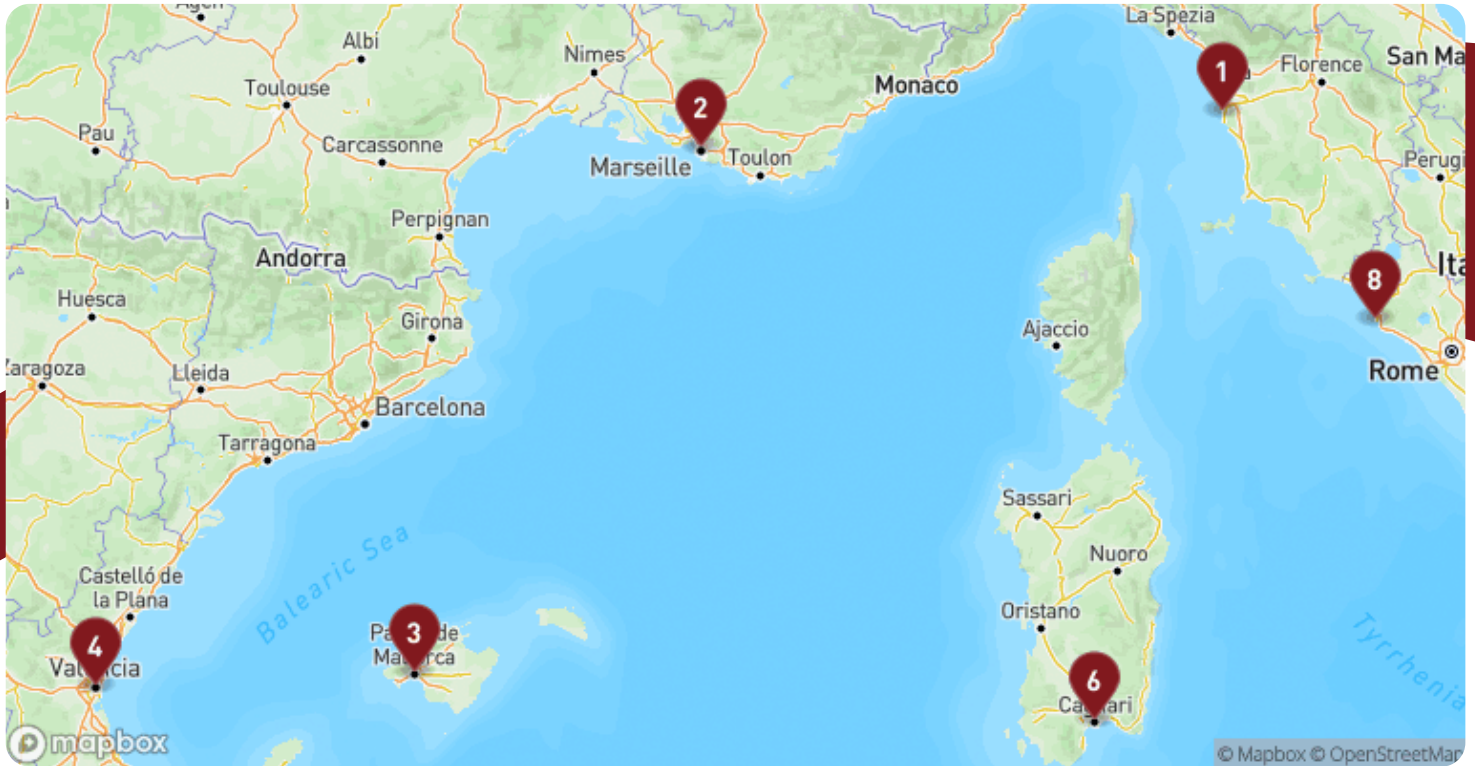 La Spezia
Albi
Nimes
1
Florence
San Ma
Toulouse
Monaco
2
Pau
Carcassonne
Marseille
Toulon
Perugi
Perpignan
Andorra
Ita
8
Huesca
Girona
Ajaccio
Zaragoza
Lleida
Rome
Barcelona
Tarragona
Sassari
Balearic Sea
Nuoro
Castelló de
la Plana
Oristano
Tyrrhenia
3
4
6
mapbox
© Mapbox © OpenStreetMap